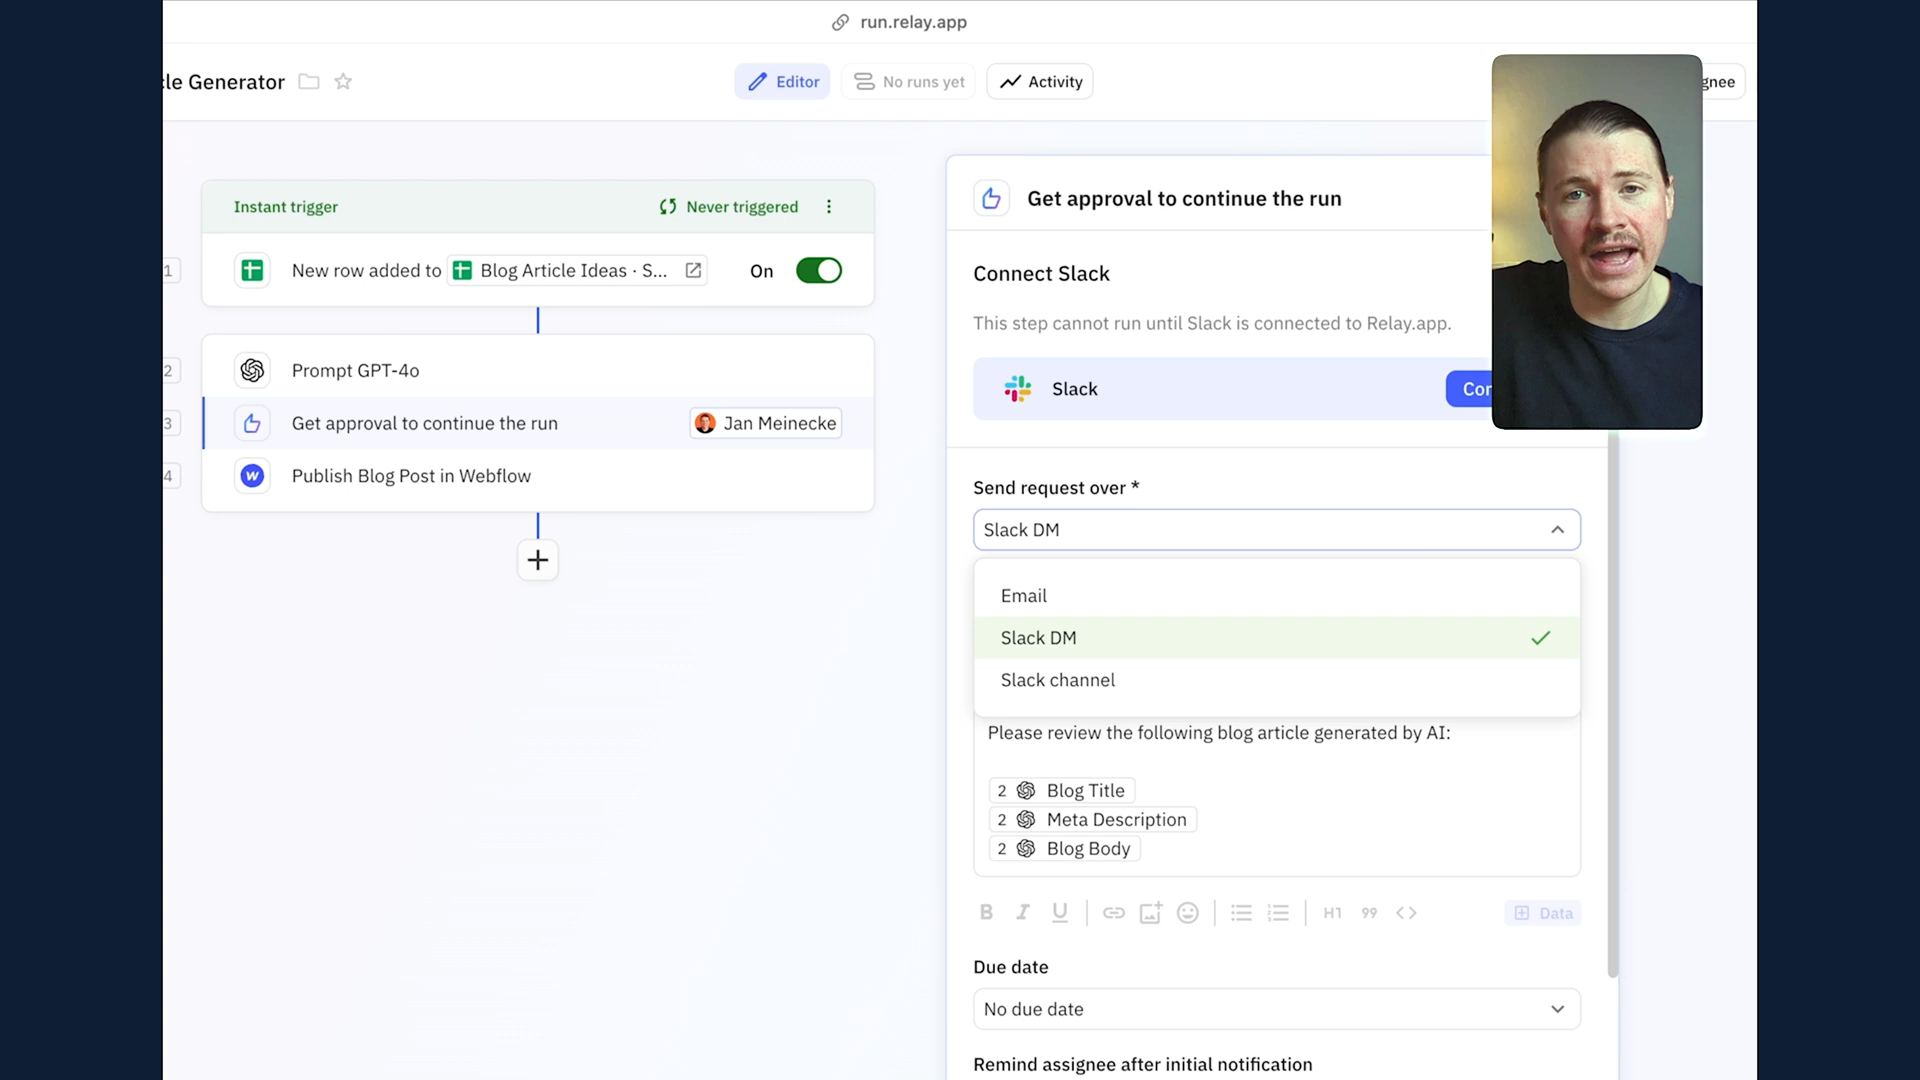 run.relay.app
cle Generator
Editor
No runs yet
Activity
gnee
Instant trigger
Never triggered
1
New row added to Blog Article Ideas · S...
On
2
Prompt GPT-4o
3
Get approval to continue the run
Jan Meinecke
4
Publish Blog Post in Webflow
Get approval to continue the run
Connect Slack
This step cannot run until Slack is connected to Relay.app.
Slack
Con
Send request over *
Slack DM
Email
Slack DM
Slack channel
Please review the following blog article generated by AI:
2 Blog Title
2 Meta Description
2 Blog Body
B I U H1 99 <> Data
Due date
No due date
Remind assignee after initial notification